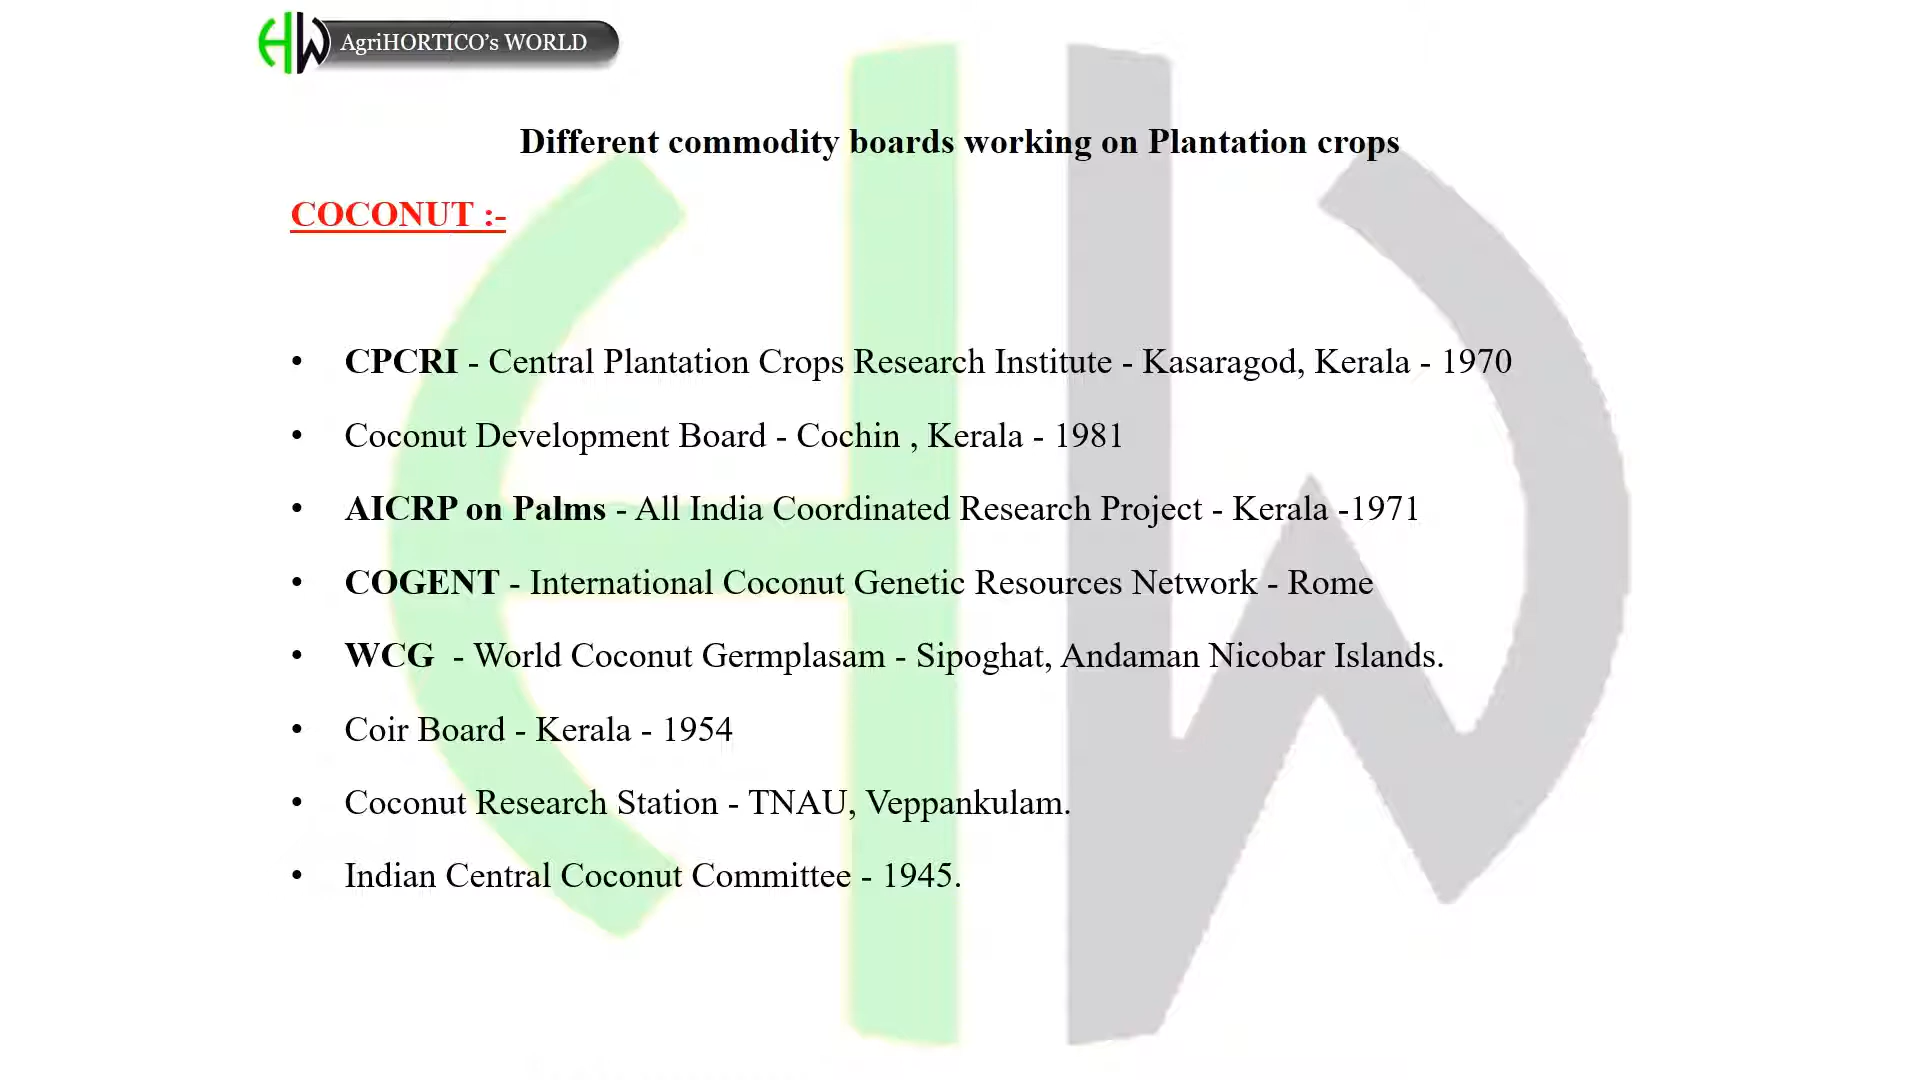 AgriHORTICO's WORLD
Different commodity boards working on Plantation crops
COCONUT :-
• CPCRI - Central Plantation Crops Research Institute - Kasaragod, Kerala - 1970
• Coconut Development Board - Cochin , Kerala - 1981
• AICRP on Palms - All India Coordinated Research Project - Kerala -1971
• COGENT - International Coconut Genetic Resources Network - Rome
• WCG - World Coconut Germplasam - Sipoghat, Andaman Nicobar Islands.
• Coir Board - Kerala - 1954
• Coconut Research Station - TNAU, Veppankulam.
• Indian Central Coconut Committee - 1945.